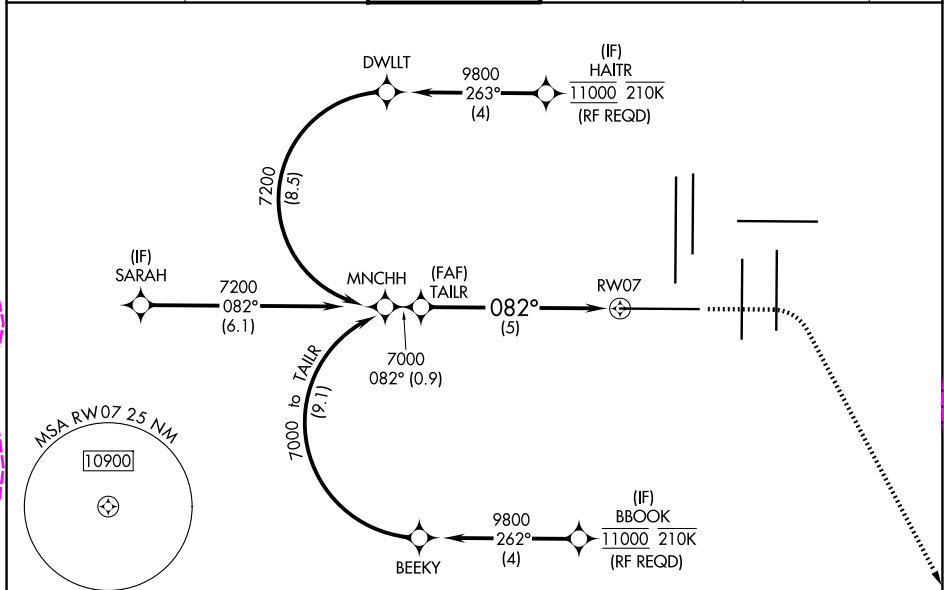 DWLLT
9800
263°
(4)
(IF)
HAITR
11000 210K
(RF REQD)
7200
(8.5)
(IF)
SARAH
7200
082°
(6.1)
MNCHH
(FAF)
TAILR
082°
(5)
RW07
7000
082° (0.9)
7000 to TAILR
(9.1)
MSA RW07 25 NM
10900
BEEKY
9800
262°
(4)
(IF)
BBOOK
11000 210K
(RF REQD)